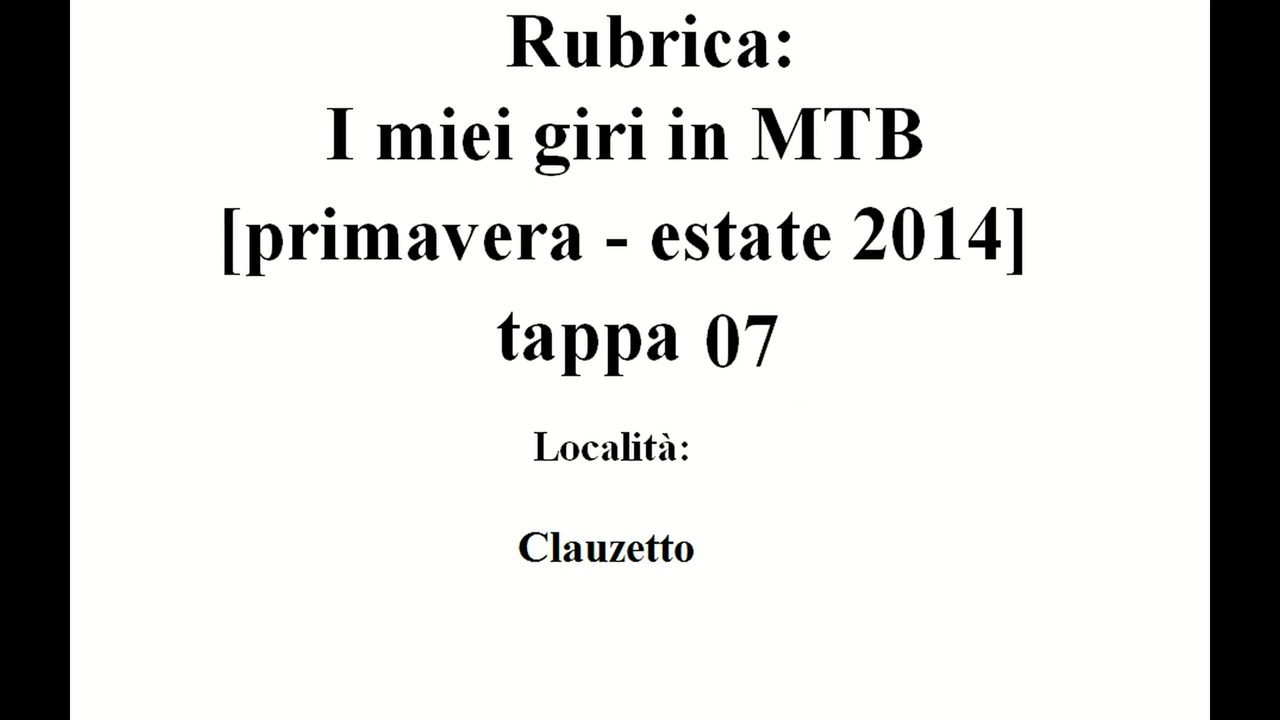 Rubrica:
I miei giri in MTB
[primavera - estate 2014]
tappa 07
Località:
Clauzetto